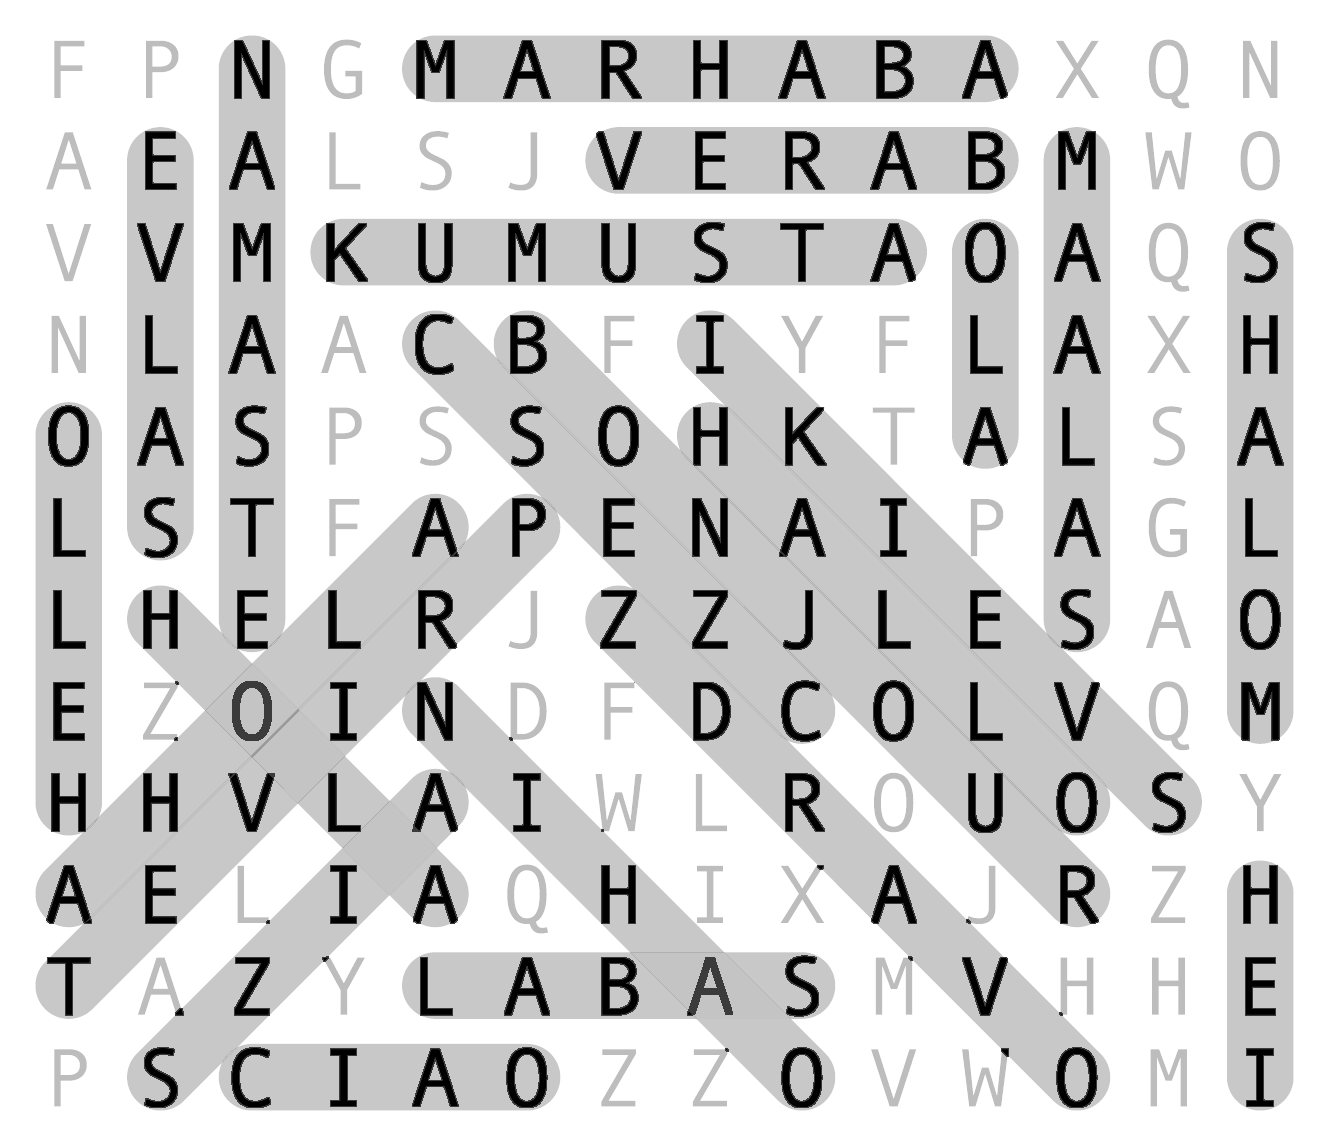 F P N G M A R H A B A X Q N
A E A L S J V E R A B M W O
V V M K U M U S T A O A Q S
N L A A C B F I Y F L A X H
O A S P S S O H K T A L S A
L S T F A P E N A I P A G L
L H E L R J Z Z J L E S A O
E Z O I N D F D C O L V Q M
H H V L A I W L R O U O S Y
A E L I A Q H I X A J R Z H
T A Z Y L A B A S M V H H E
P S C I A O Z Z O V W O M I